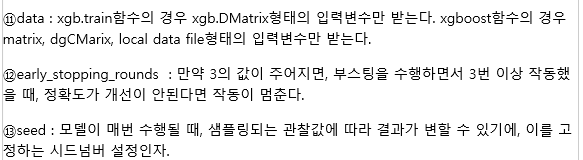 ⑪data : xgb.train함수의 경우 xgb.DMatrix형태의 입력변수만 받는다. xgboost함수의 경우
matrix, dgCMarix, local data file형태의 입력변수만 받는다.
⑫early_stopping_rounds : 만약 3의 값이 주어지면, 부스팅을 수행하면서 3번 이상 작동했
을 때, 정확도가 개선이 안된다면 작동이 멈춘다.
⑬seed : 모델이 매번 수행될 때, 샘플링되는 관찰값에 따라 결과가 변할 수 있기에, 이를 고
정하는 시드넘버 설정인자.